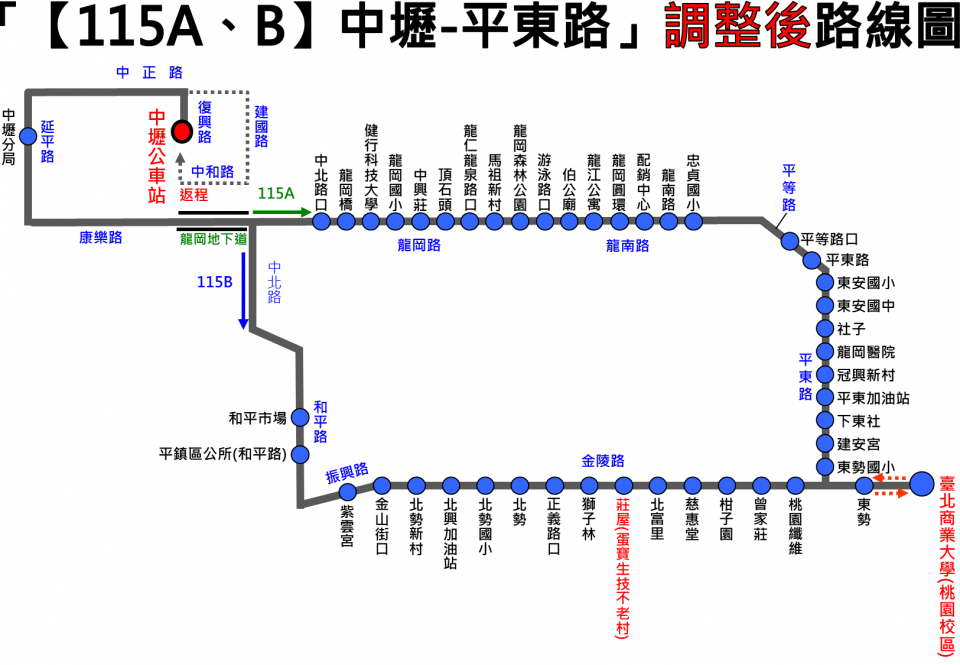 「【115A、B】中壢-平東路」調整後路線圖
中正路
中壢分局
延平路
中壢公車站
復興路
建國路
中和路
返程
115A
康樂路
龍岡地下道
115B
中北路
中北路口
龍岡橋
健行科技大學
龍岡國小
中興莊
頂石頭
龍仁龍泉路口
馬祖新村
龍岡森林公園
游泳路口
伯公廟
龍江公寓
龍岡圓環
配銷中心
龍南路
忠貞國小
龍岡路
龍南路
平等路
平等路口
平東路
東安國小
東安國中
社子
龍岡醫院
冠興新村
平東加油站
下東社
建安宮
東勢國小
平東路
和平市場
和平路
平鎮區公所(和平路)
振興路
金陵路
紫雲宮
金山街口
北勢新村
北興加油站
北勢國小
北勢
正義路口
獅子林
莊屋(蛋寶生技不老村)
北富里
慈惠堂
柑子園
曾家莊
桃園纖維
東勢
臺北商業大學(桃園校區)